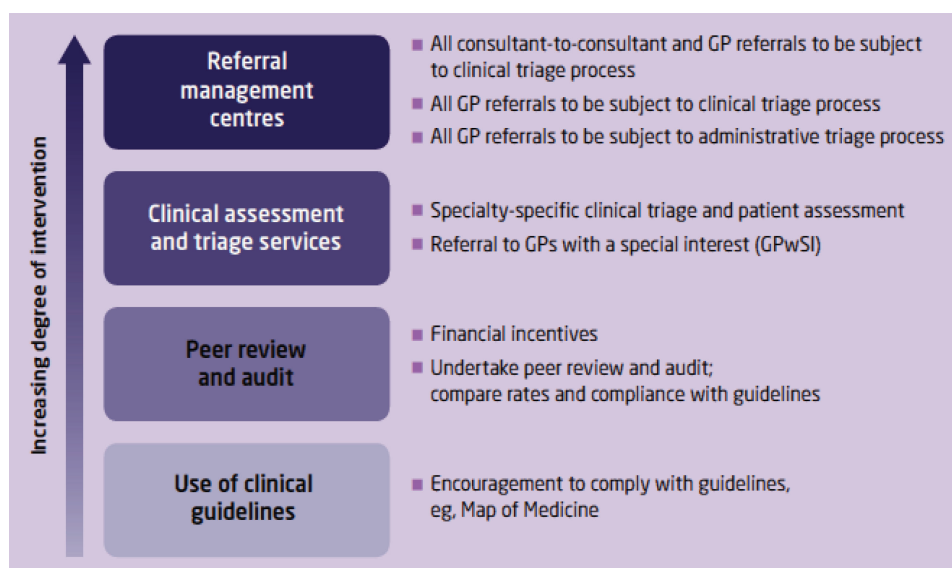 Increasing degree of intervention
Referral
management
centres
■ All consultant-to-consultant and GP referrals to be subject
to clinical triage process
■ All GP referrals to be subject to clinical triage process
■ All GP referrals to be subject to administrative triage process
Clinical assessment
and triage services
■ Specialty-specific clinical triage and patient assessment
■ Referral to GPs with a special interest (GPwSI)
Peer review
and audit
■ Financial incentives
■ Undertake peer review and audit;
compare rates and compliance with guidelines
Use of clinical
guidelines
■ Encouragement to comply with guidelines,
eg, Map of Medicine